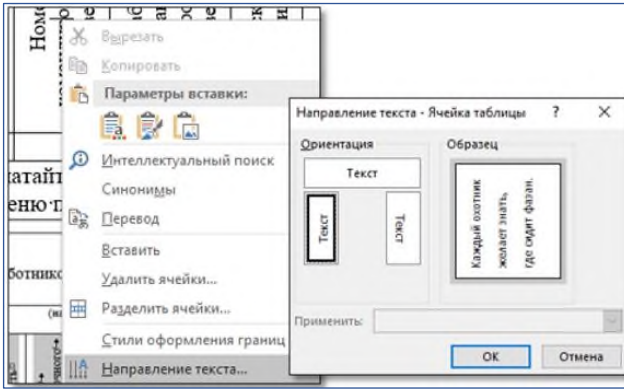 Номе
Вырезать
Копировать
Параметры вставки:
Интеллектуальный поиск
Синонимы
Перевод
Вставить
Удалить ячейки...
Разделить ячейки...
Стили оформления границ
Направление текста...
Направление текста - Ячейка таблицы ? ×
Ориентация
Текст
Текст
Текст
Образец
Каждый охотник
желает знать,
где сидит фазан.
Применить:
ОК
Отмена